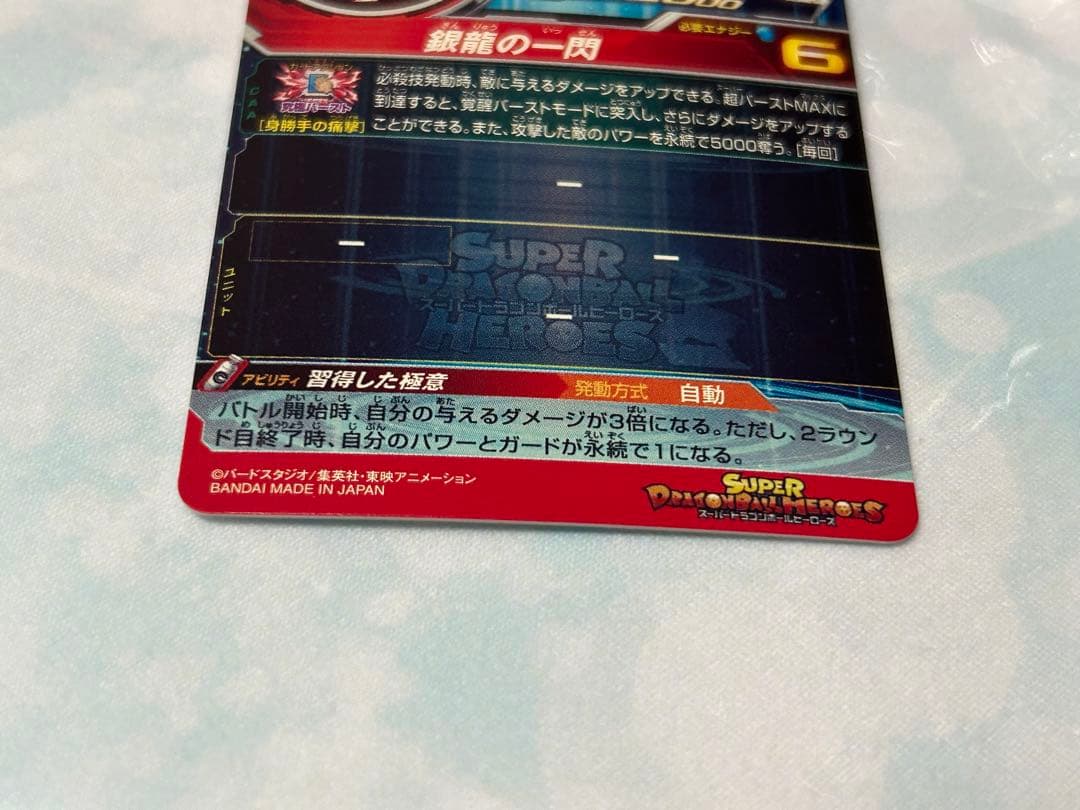 銀龍の一閃
必要エナジー
6
CAA
究極バースト
[身勝手の痛撃]
必殺技発動時、敵に与えるダメージをアップできる。超バーストMAXに
到達すると、覚醒バーストモードに突入し、さらにダメージをアップする
ことができる。また、攻撃した敵のパワーを永続で5000奪う。[毎回]
ー
ー
ー
ー
ユニット
SUPER
DRAGONBALL
スーパードラゴンボールヒーローズ
HEROES
アビリティ 習得した極意 発動方式 自動
バトル開始時、自分の与えるダメージが3倍になる。ただし、2ラウン
ド目終了時、自分のパワーとガードが永続で1になる。
©バードスタジオ/集英社・東映アニメーション
BANDAI MADE IN JAPAN
SUPER
DRAGONBALL HEROES
スーパードラゴンボールヒーローズ